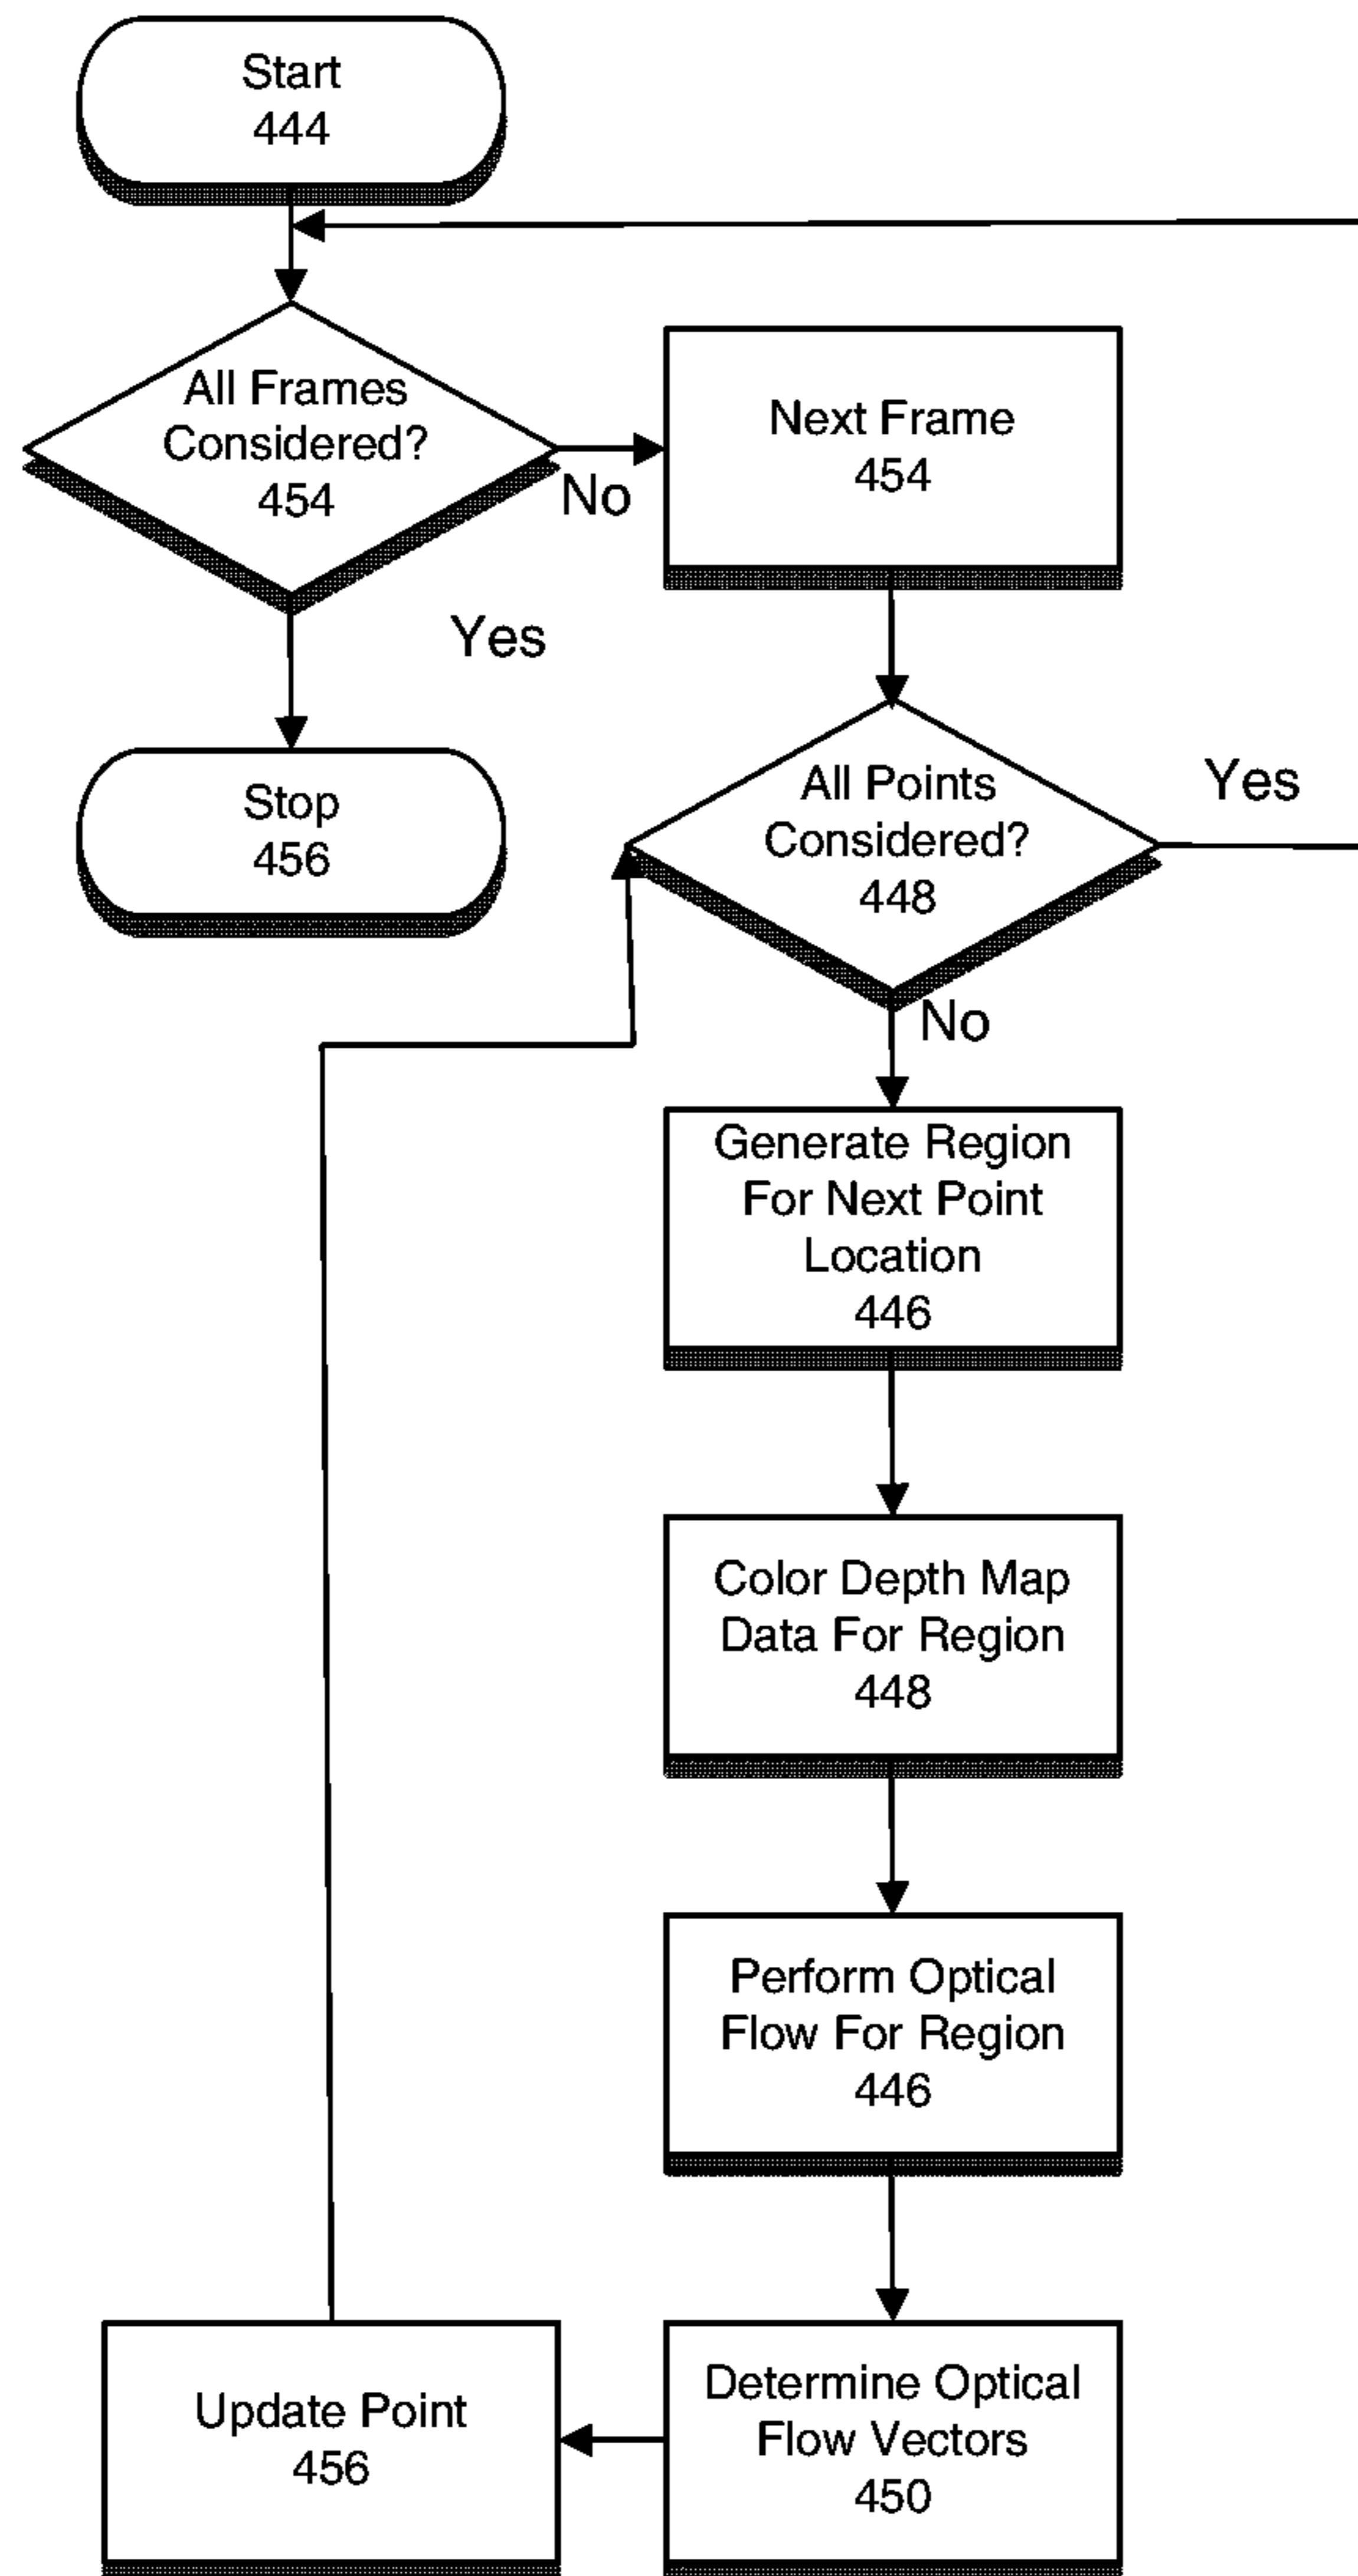 Start
444
All Frames
Considered?
454
No
Next Frame
454
Yes
Stop
456
All Points
Considered?
448
Yes
No
Generate Region
For Next Point
Location
446
Color Depth Map
Data For Region
448
Perform Optical
Flow For Region
446
Determine Optical
Flow Vectors
450
Update Point
456